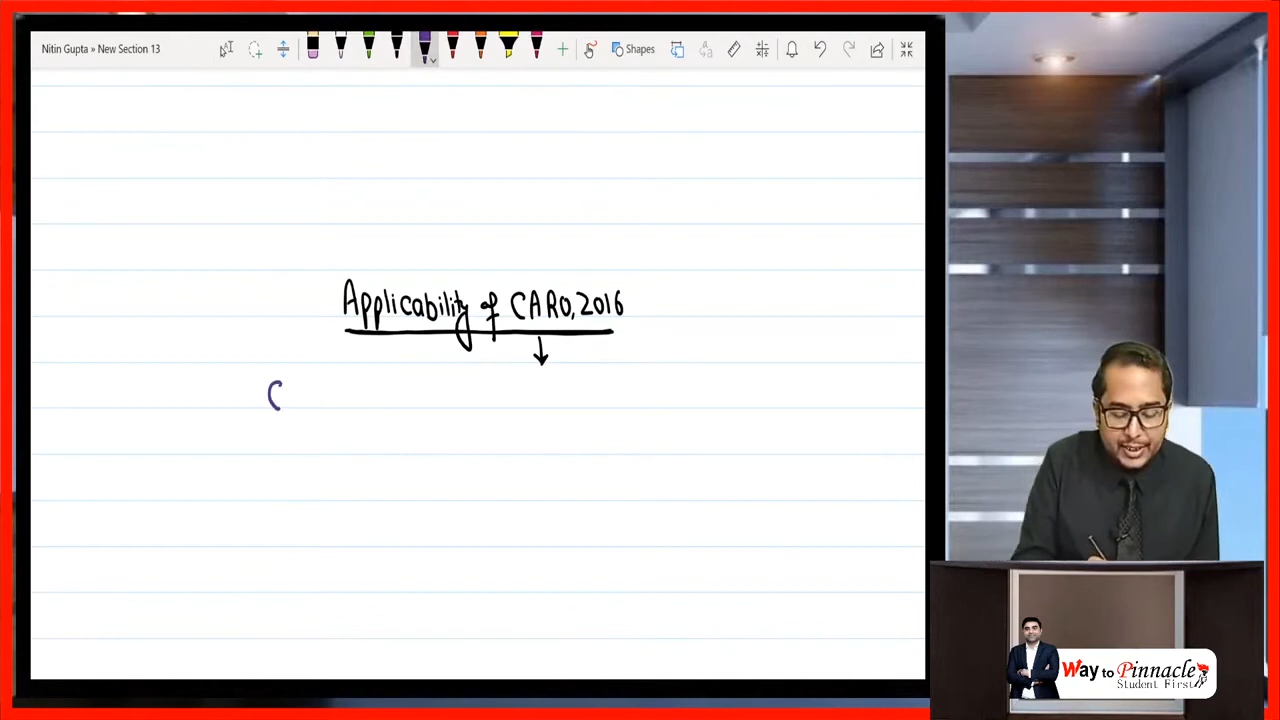 Nitin Gupta » New Section 13
Shapes
Applicability of CARO, 2016
C
Way to Pinnacle
Student First